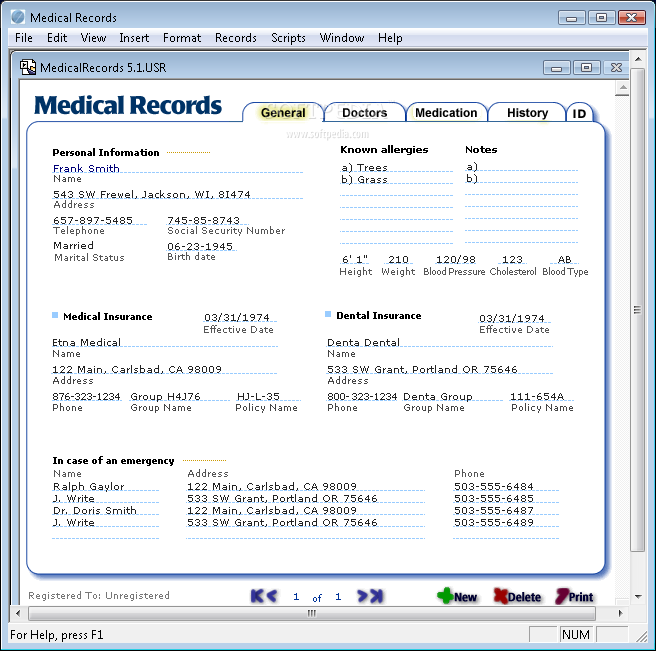 Medical Records
File Edit View Insert Format Records Scripts Window Help
MedicalRecords 5.1.USR
Medical Records
General Doctors Medication History ID
www.softpedia.com
Personal Information
Frank Smith
Name
543 SW Frewel, Jackson, WI, 8I474
Address
657-897-5485 745-85-8743
Telephone Social Security Number
Married 06-23-1945
Marital Status Birth date
Known allergies Notes
a) Trees a)
b) Grass b)
6' 1" 210 120/98 123 AB
Height Weight Blood Pressure Cholesterol Blood Type
Medical Insurance 03/31/1974
Effective Date
Etna Medical
Name
122 Main, Carlsbad, CA 98009
Address
876-323-1234 Group H4J76 HJ-L-35
Phone Group Name Policy Name
Dental Insurance 03/31/1974
Effective Date
Denta Dental
Name
533 SW Grant, Portland OR 75646
Address
800-323-1234 Denta Group 111-654A
Phone Group Name Policy Name
In case of an emergency
Name Address Phone
Ralph Gaylor 122 Main, Carlsbad, CA 98009 503-555-6484
J. Write 533 SW Grant, Portland OR 75646 503-555-6485
Dr. Doris Smith 122 Main, Carlsbad, CA 98009 503-555-6487
J. Write 533 SW Grant, Portland OR 75646 503-555-6489
Registered To: Unregistered 1 of 1 New Delete Print
For Help, press F1 NUM